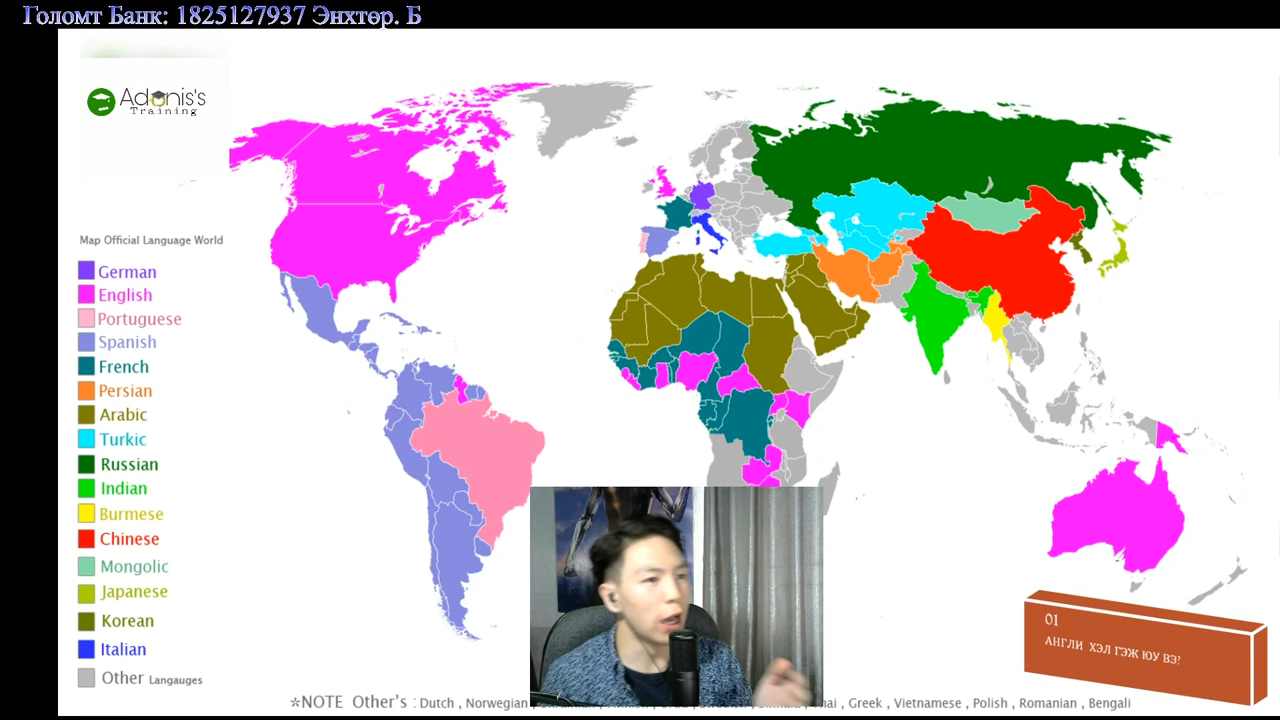 Голомт Банк: 1825127937 Энхтөр. Б
Adonis's
Training
Map Official Language World
German
English
Portuguese
Spanish
French
Persian
Arabic
Turkic
Russian
Indian
Burmese
Chinese
Mongolic
Japanese
Korean
Italian
Other Langauges
01
АНГЛИ ХЭЛ ГЭЖ ЮУ ВЭ?
*NOTE Other's : Dutch , Norwegian , Greek , Vietnamese , Polish , Romanian , Bengali